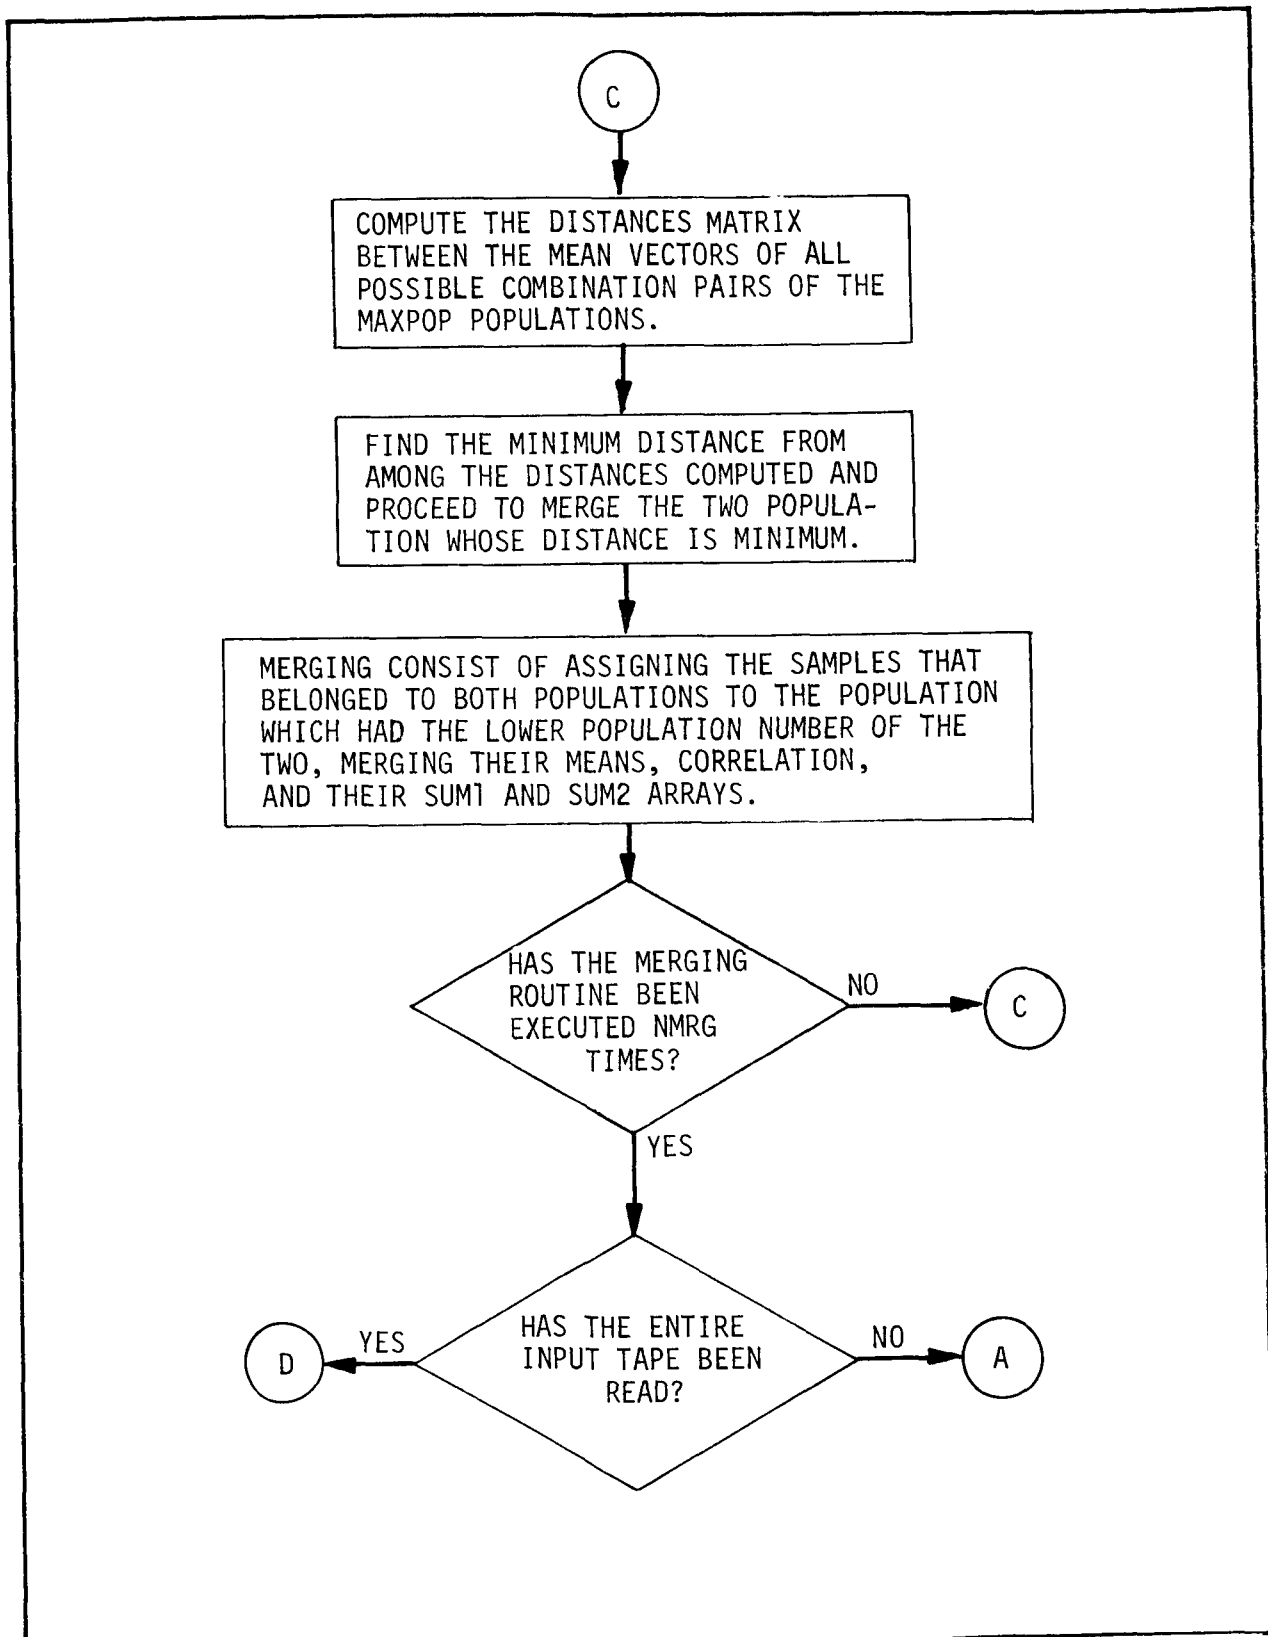 C
COMPUTE THE DISTANCES MATRIX
BETWEEN THE MEAN VECTORS OF ALL
POSSIBLE COMBINATION PAIRS OF THE
MAXPOP POPULATIONS.
FIND THE MINIMUM DISTANCE FROM
AMONG THE DISTANCES COMPUTED AND
PROCEED TO MERGE THE TWO POPULA-
TION WHOSE DISTANCE IS MINIMUM.
MERGING CONSIST OF ASSIGNING THE SAMPLES THAT
BELONGED TO BOTH POPULATIONS TO THE POPULATION
WHICH HAD THE LOWER POPULATION NUMBER OF THE
TWO, MERGING THEIR MEANS, CORRELATION,
AND THEIR SUM1 AND SUM2 ARRAYS.
HAS THE MERGING
ROUTINE BEEN
EXECUTED NMRG
TIMES?
NO
C
YES
HAS THE ENTIRE
INPUT TAPE BEEN
READ?
YES
D
NO
A